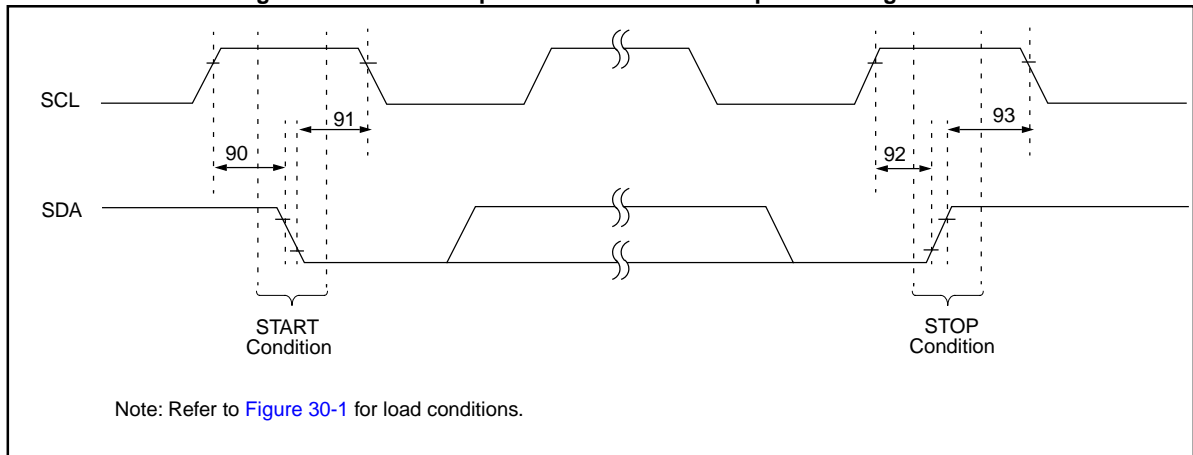 SCL
91
93
90
92
SDA
START
Condition
STOP
Condition
Note: Refer to Figure 30-1 for load conditions.